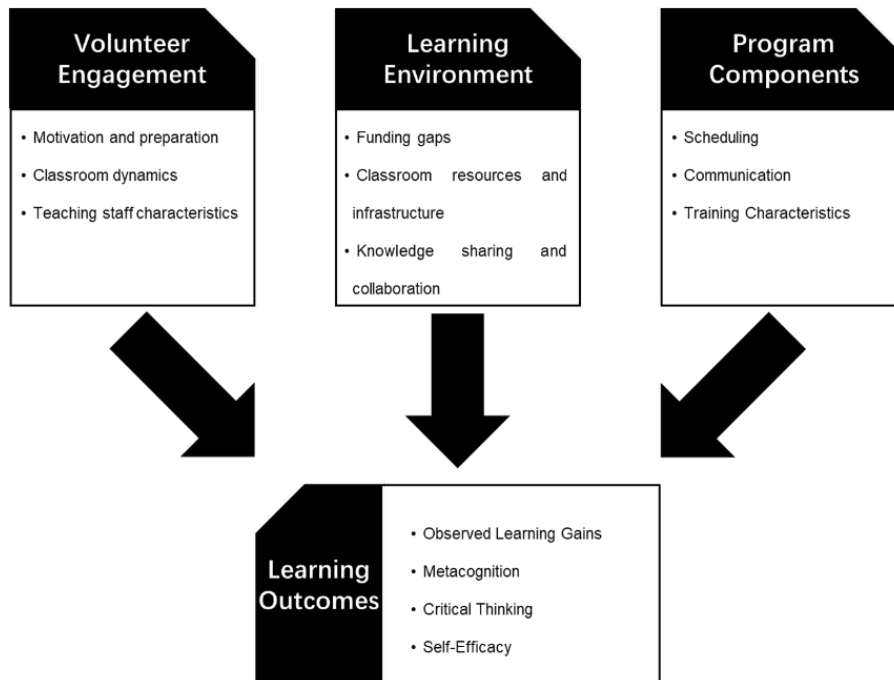 Volunteer
Engagement
• Motivation and preparation
• Classroom dynamics
• Teaching staff characteristics
Learning
Environment
• Funding gaps
• Classroom resources and
infrastructure
• Knowledge sharing and
collaboration
Program
Components
• Scheduling
• Communication
• Training Characteristics
Learning
Outcomes
• Observed Learning Gains
• Metacognition
• Critical Thinking
• Self-Efficacy